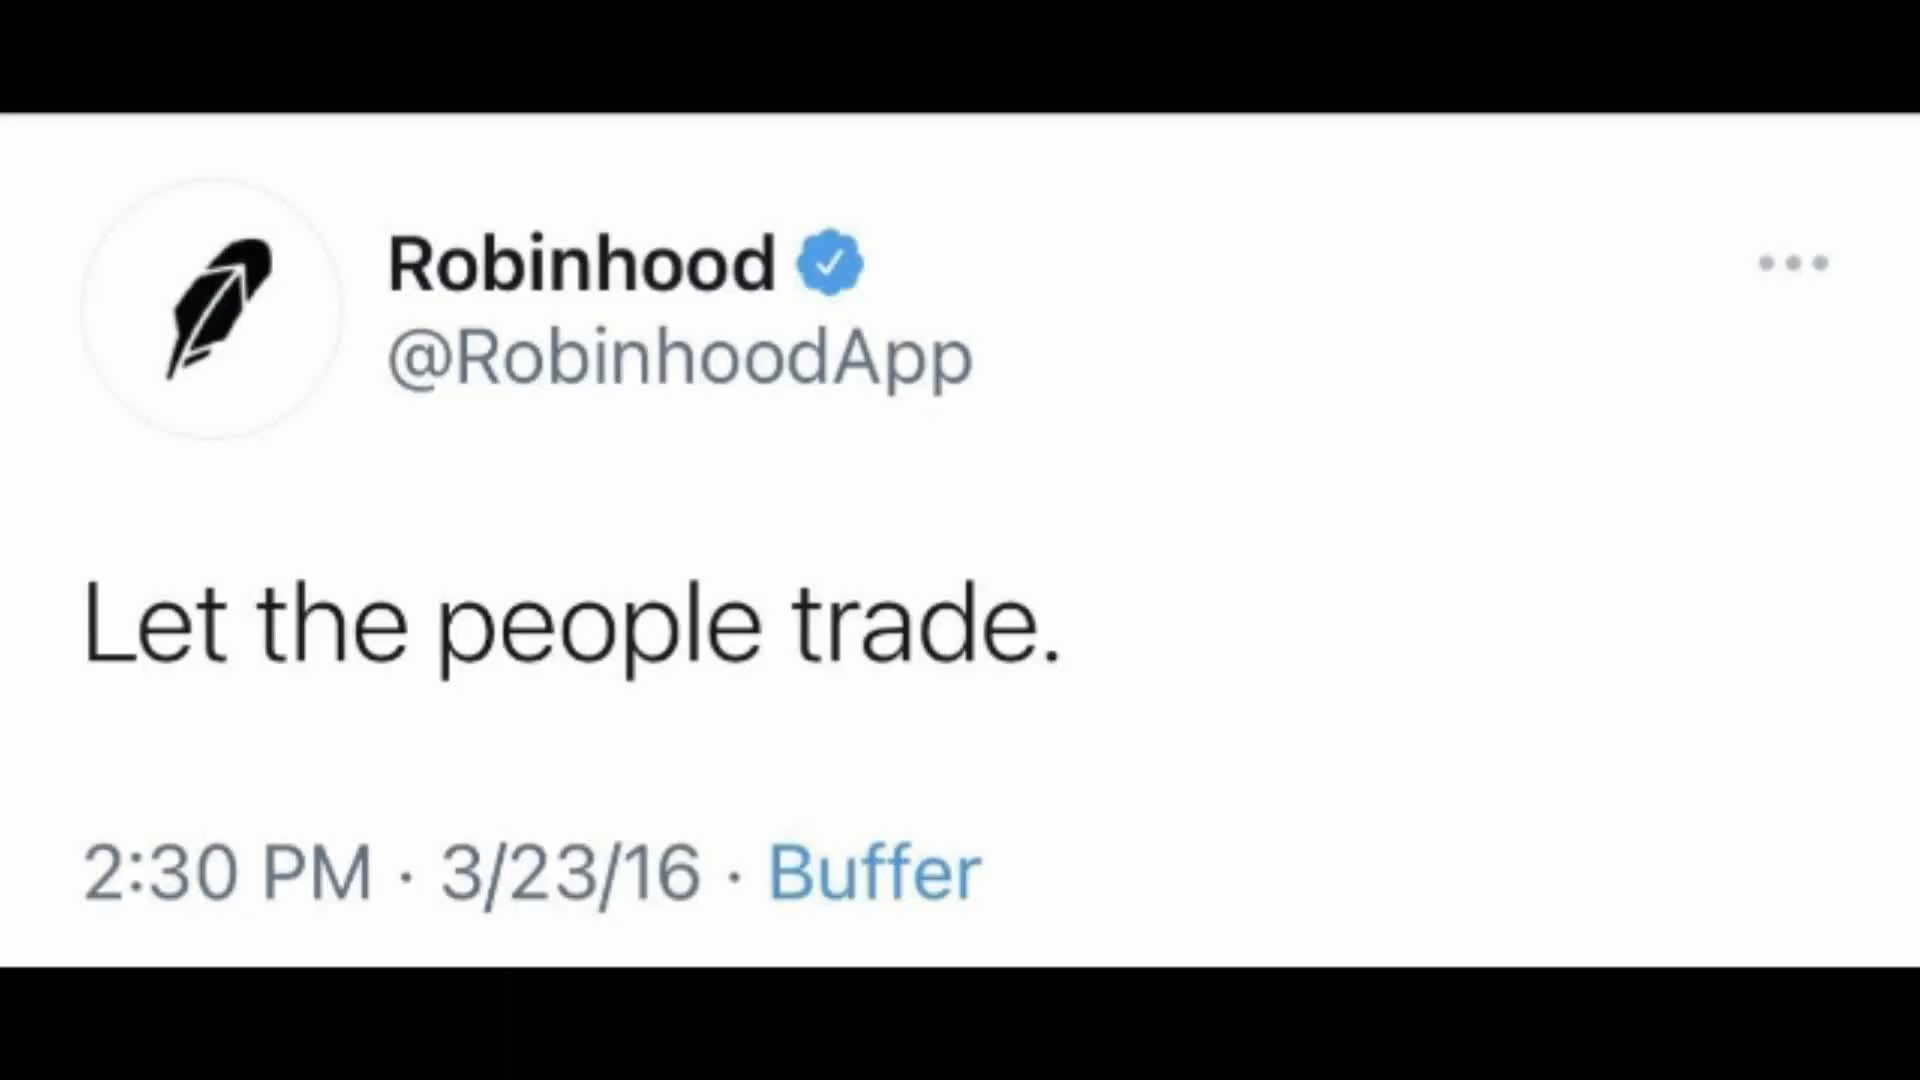 Robinhood
@RobinhoodApp
Let the people trade.
2:30 PM · 3/23/16 · Buffer